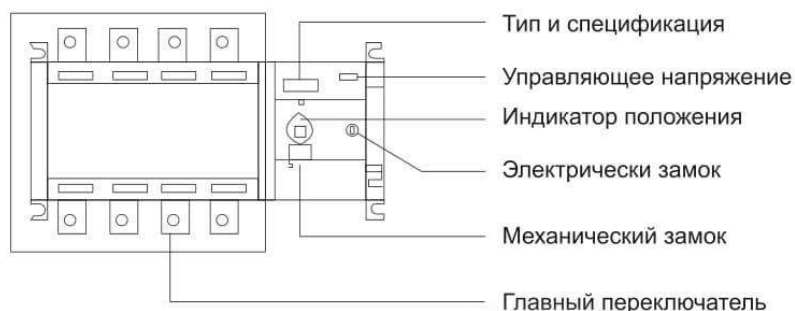 Тип и спецификация
Управляющее напряжение
Индикатор положения
Электрически замок
Механический замок
Главный переключатель